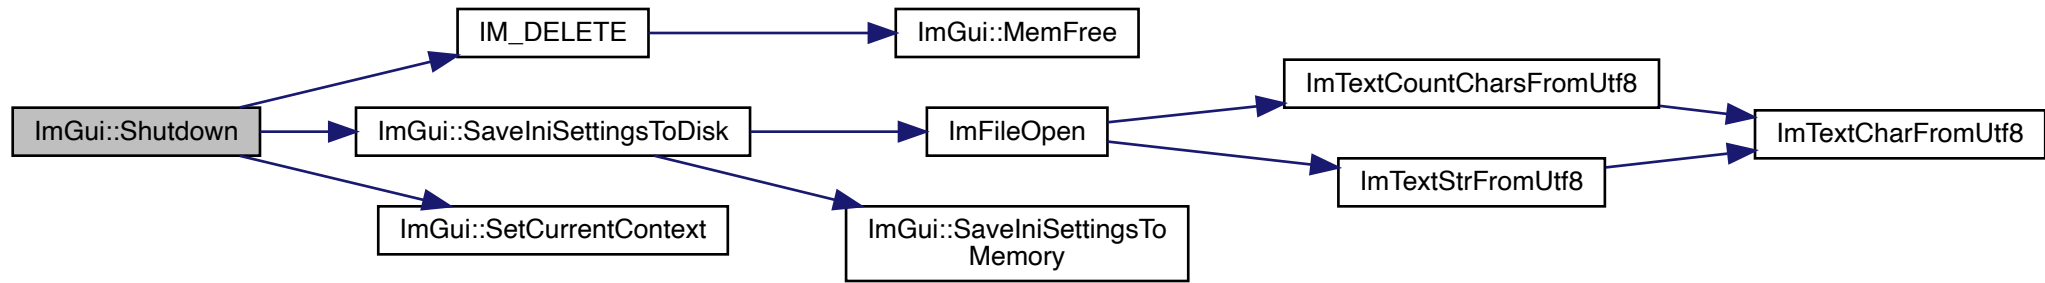 IM_DELETE
ImGui::MemFree
ImTextCountCharsFromUtf8
ImGui::Shutdown
ImGui::SaveIniSettingsToDisk
ImFileOpen
ImTextCharFromUtf8
ImTextStrFromUtf8
ImGui::SetCurrentContext
ImGui::SaveIniSettingsTo
Memory